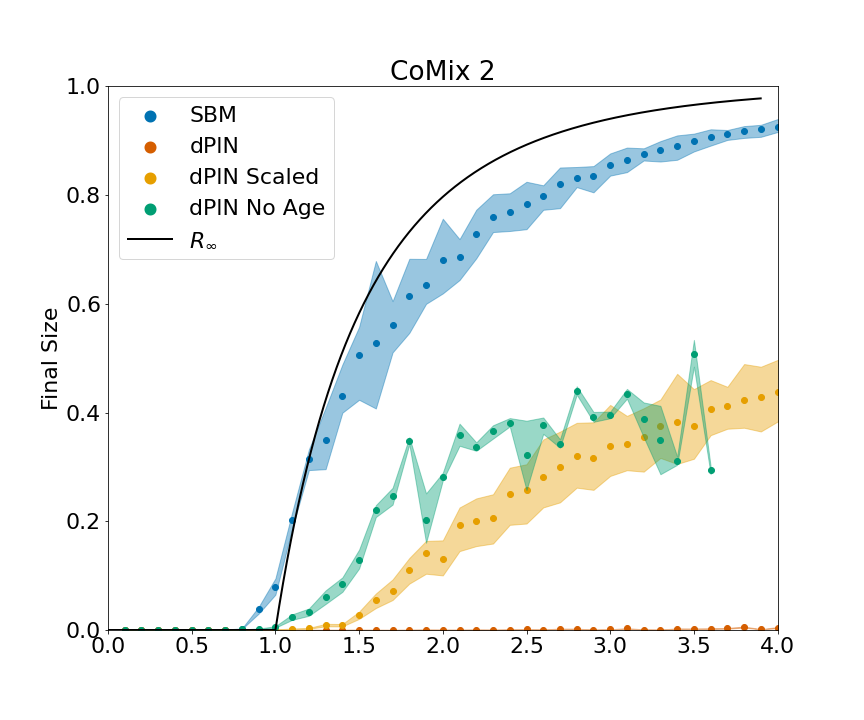 CoMix 2
1.0
0.8
0.6
0.4
0.2
0.0
Final Size
SBM
dPIN
dPIN Scaled
dPIN No Age
R∞
0.0 0.5 1.0 1.5 2.0 2.5 3.0 3.5 4.0